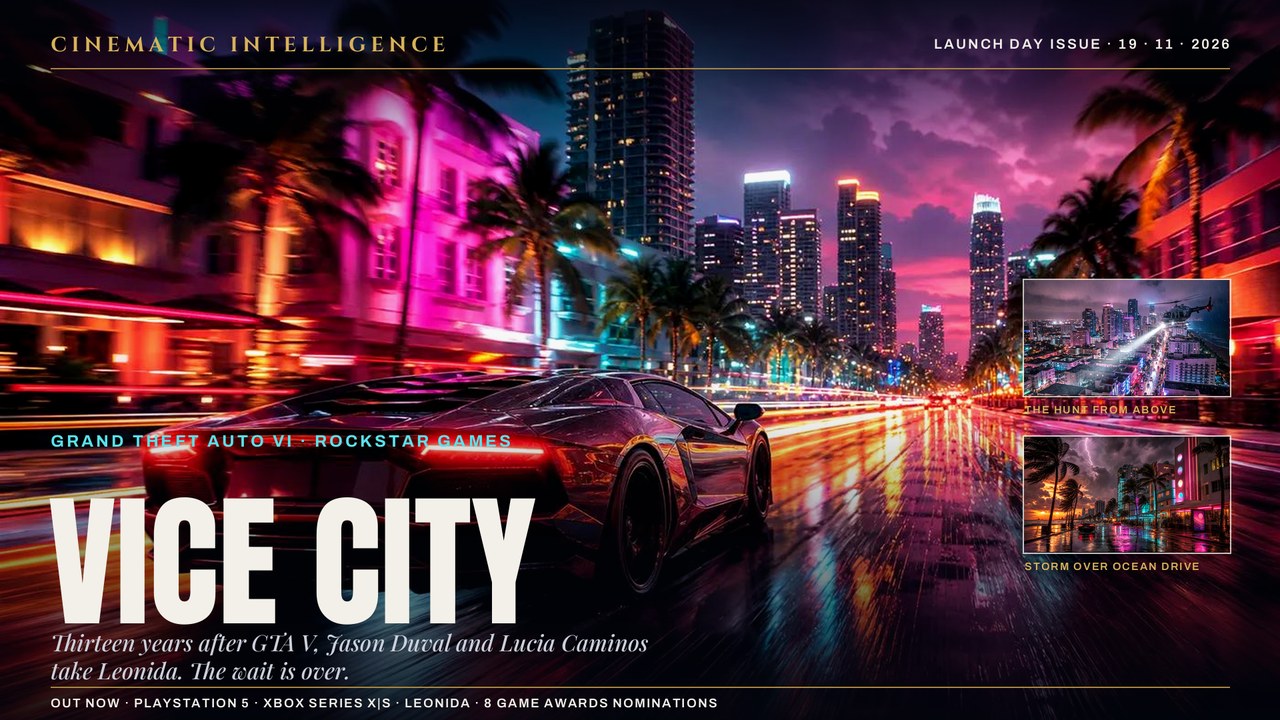 CINEMATIC INTELLIGENCE
LAUNCH DAY ISSUE · 19 · 11 · 2026
THE HUNT FROM ABOVE
GRAND THEFT AUTO VI · ROCKSTAR GAMES
VICE CITY
STORM OVER OCEAN DRIVE
Thirteen years after GTA V, Jason Duval and Lucia Caminos
take Leonida. The wait is over.
OUT NOW · PLAYSTATION 5 · XBOX SERIES X|S · LEONIDA · 8 GAME AWARDS NOMINATIONS